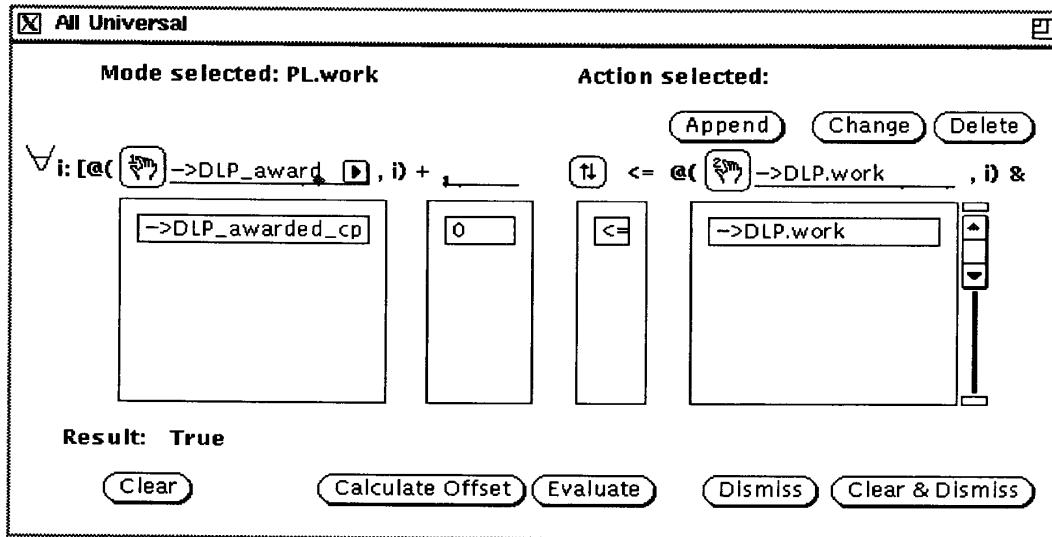 All Universal
Mode selected: PL.work Action selected:
Append Change Delete
∀ i: [@( ->DLP_award , i) + <= @( ->DLP.work , i) &
->DLP_awarded_cp 0 <= ->DLP.work
Result: True
Clear Calculate Offset Evaluate Dismiss Clear & Dismiss